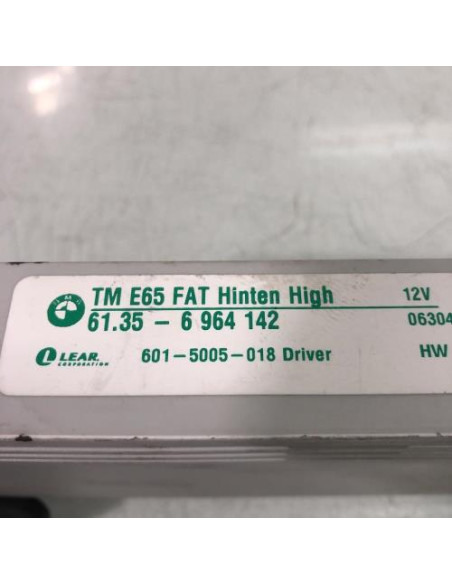 TM E65 FAT Hinten High 12V
61.35 - 6 964 142 06304
LEAR. 601-5005-018 Driver HW
CORPORATION